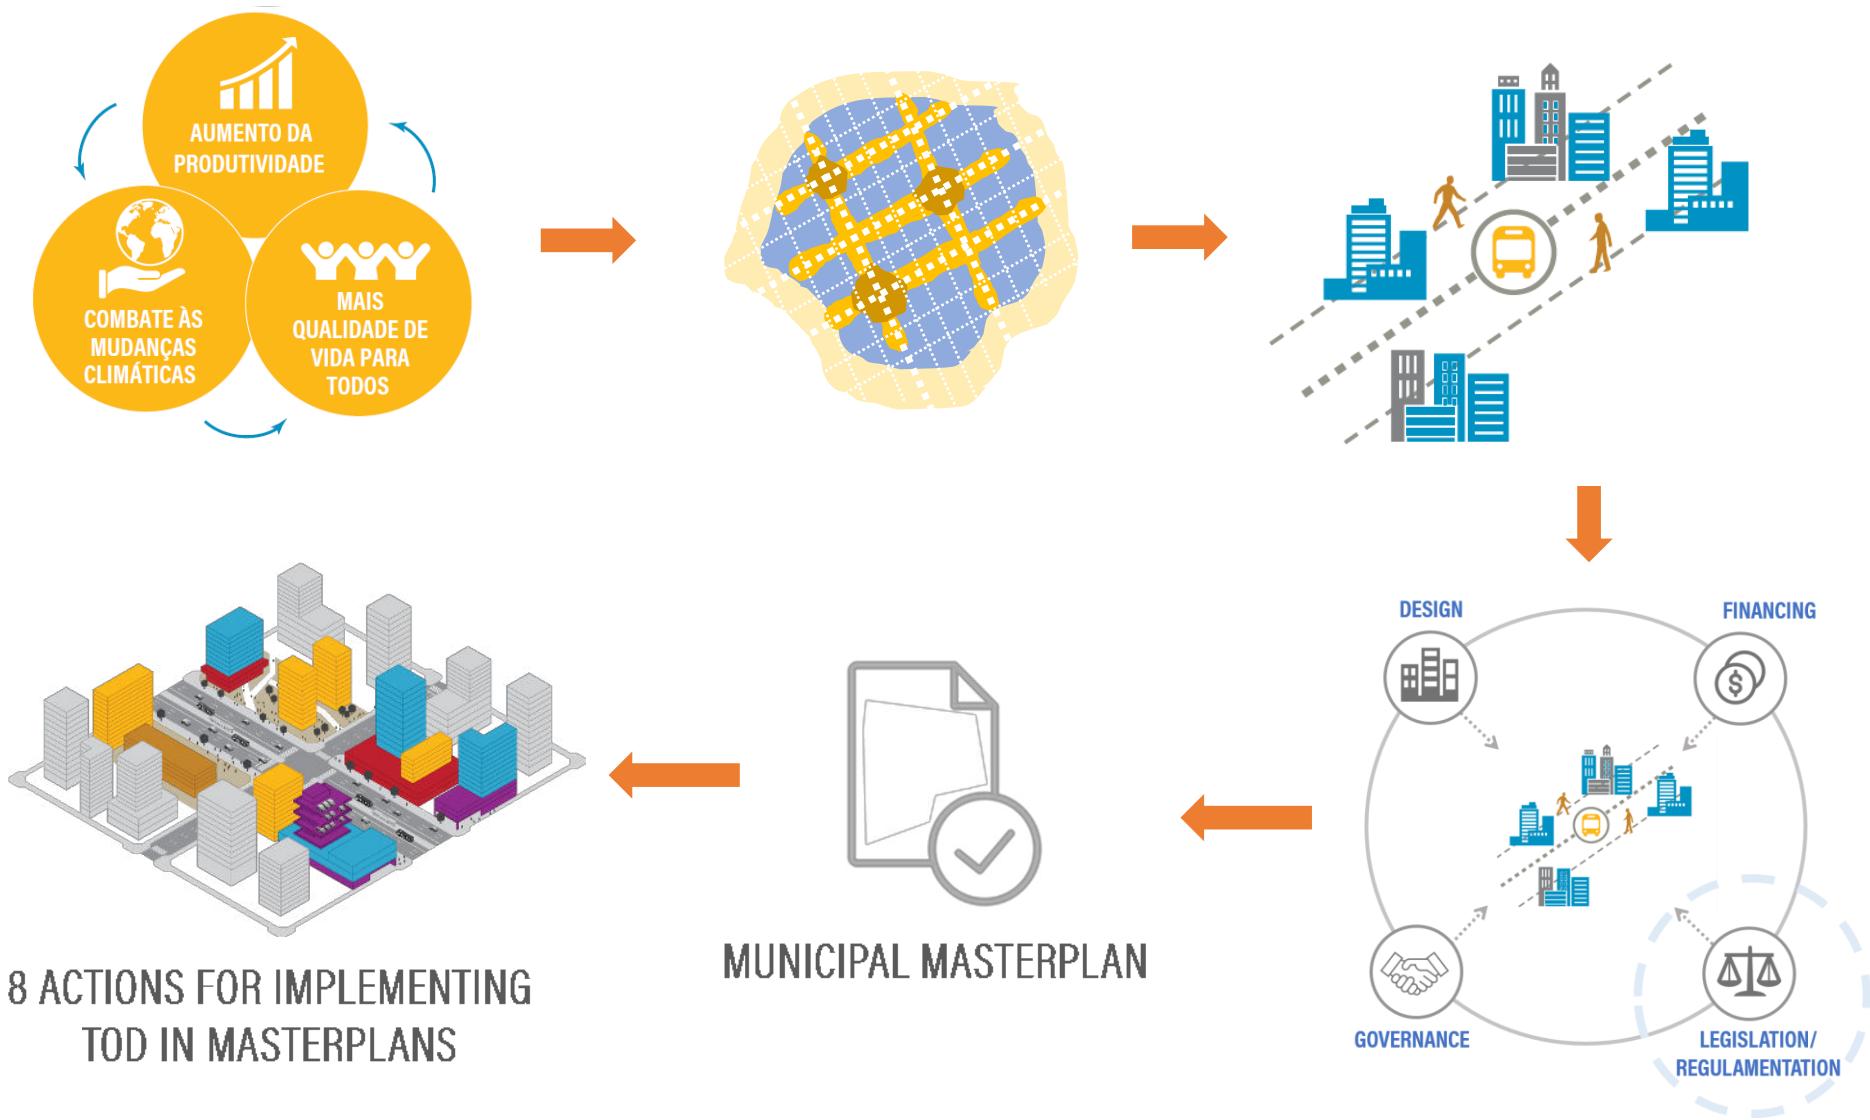 AUMENTO DA
PRODUTIVIDADE
COMBATE ÀS
MUDANÇAS
CLIMÁTICAS
MAIS
QUALIDADE DE
VIDA PARA
TODOS
DESIGN
FINANCING
$
GOVERNANCE
LEGISLATION/
REGULAMENTATION
MUNICIPAL MASTERPLAN
8 ACTIONS FOR IMPLEMENTING
TOD IN MASTERPLANS